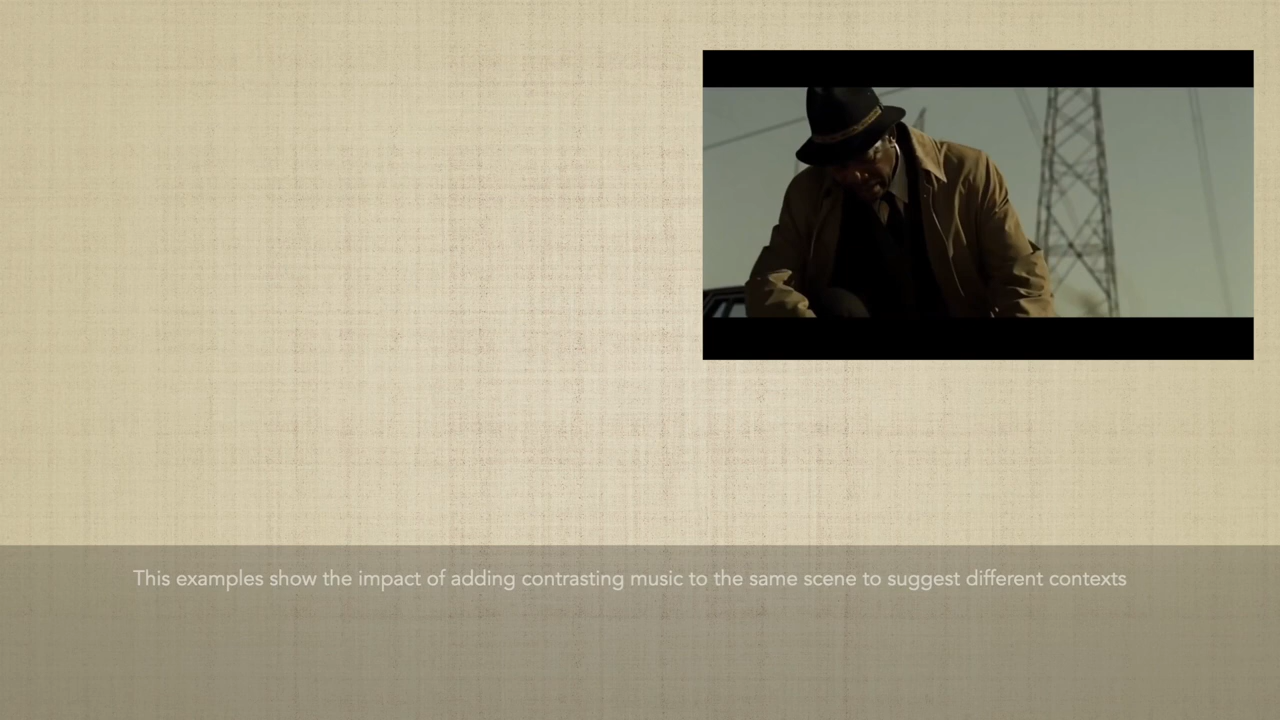 This examples show the impact of adding contrasting music to the same scene to suggest different contexts